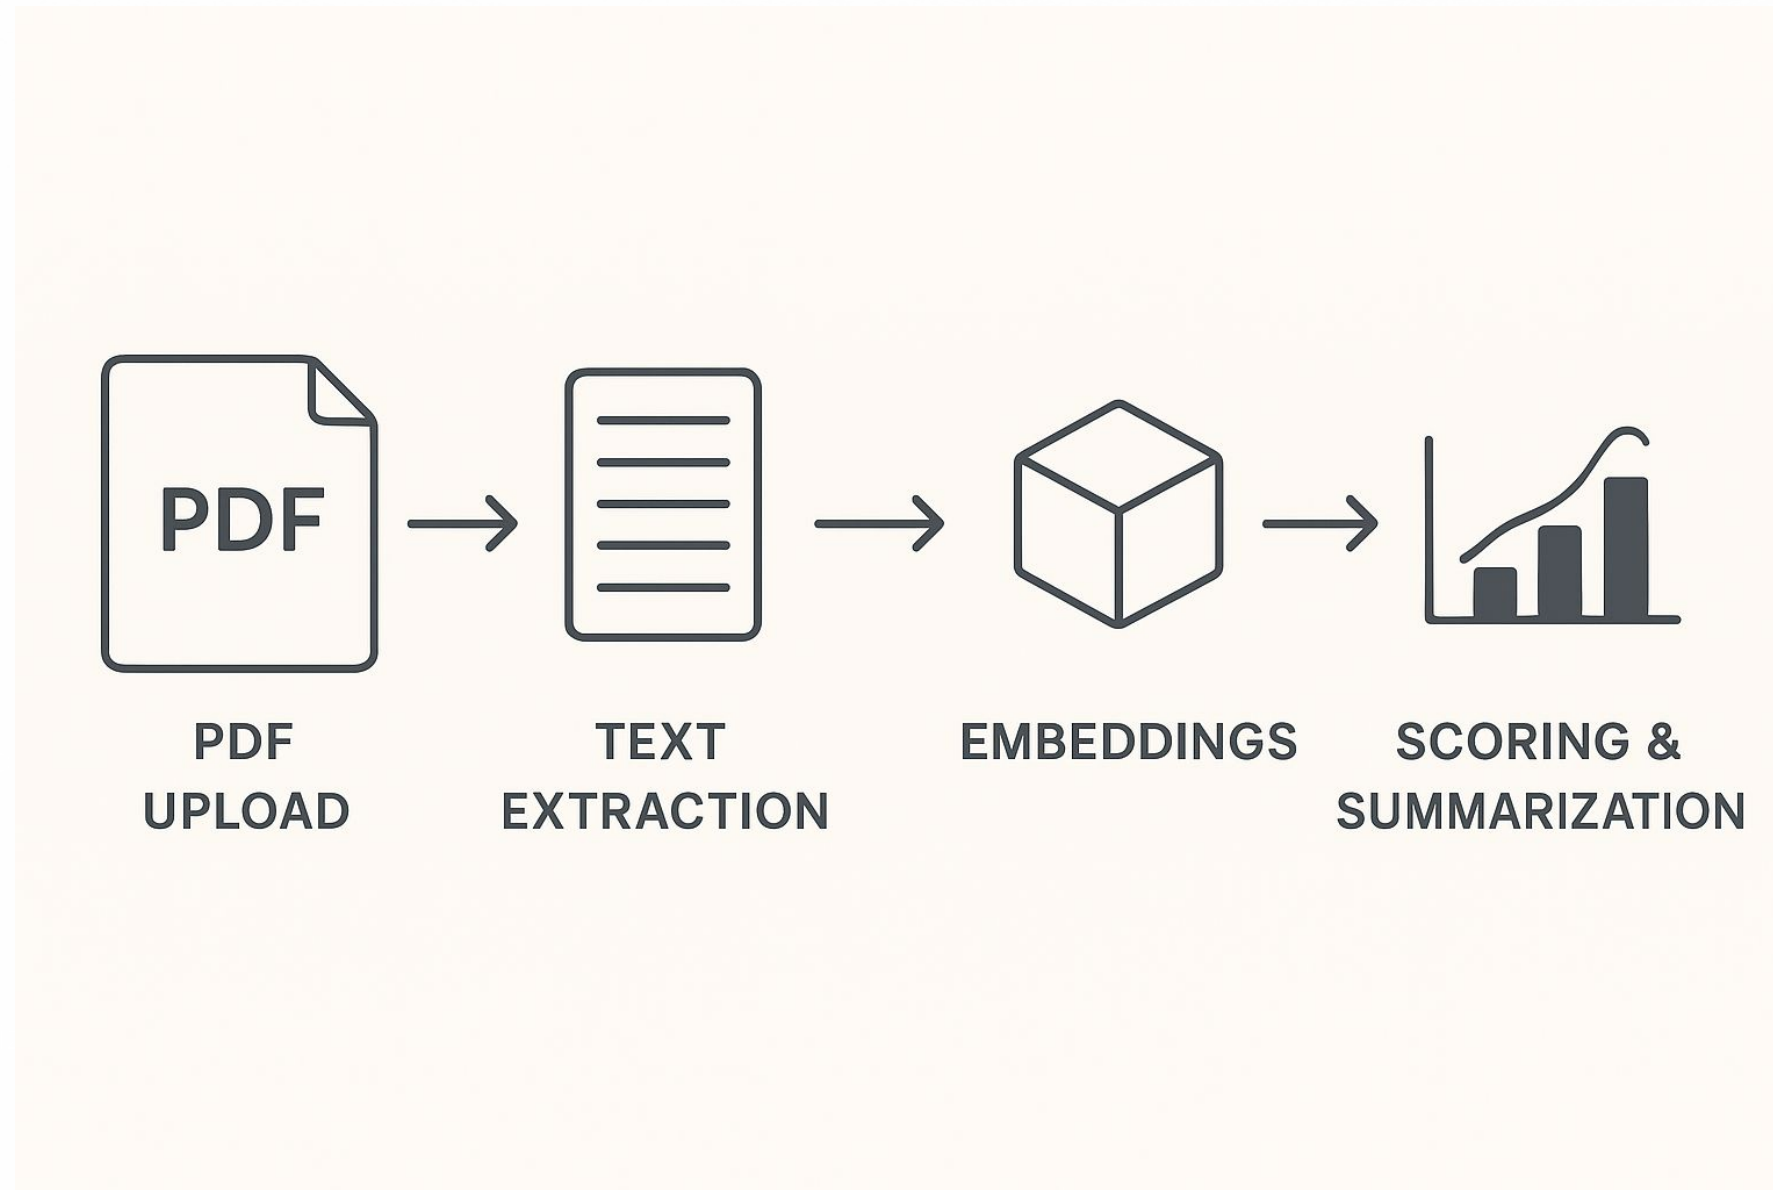 PDF
PDF
UPLOAD
TEXT
EXTRACTION
EMBEDDINGS
SCORING &
SUMMARIZATION